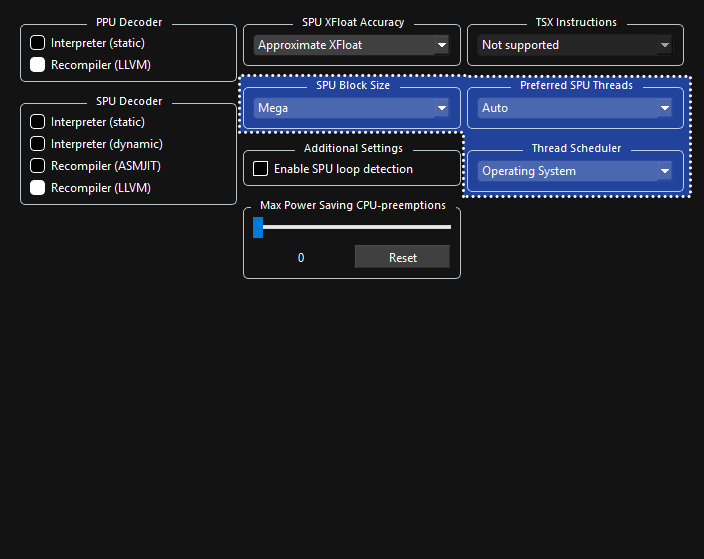 PPU Decoder
Interpreter (static)
Recompiler (LLVM)
SPU Decoder
Interpreter (static)
Interpreter (dynamic)
Recompiler (ASMJIT)
Recompiler (LLVM)
SPU XFloat Accuracy
Approximate XFloat
SPU Block Size
Mega
Additional Settings
Enable SPU loop detection
Max Power Saving CPU-preemptions
0
Reset
TSX Instructions
Not supported
Preferred SPU Threads
Auto
Thread Scheduler
Operating System